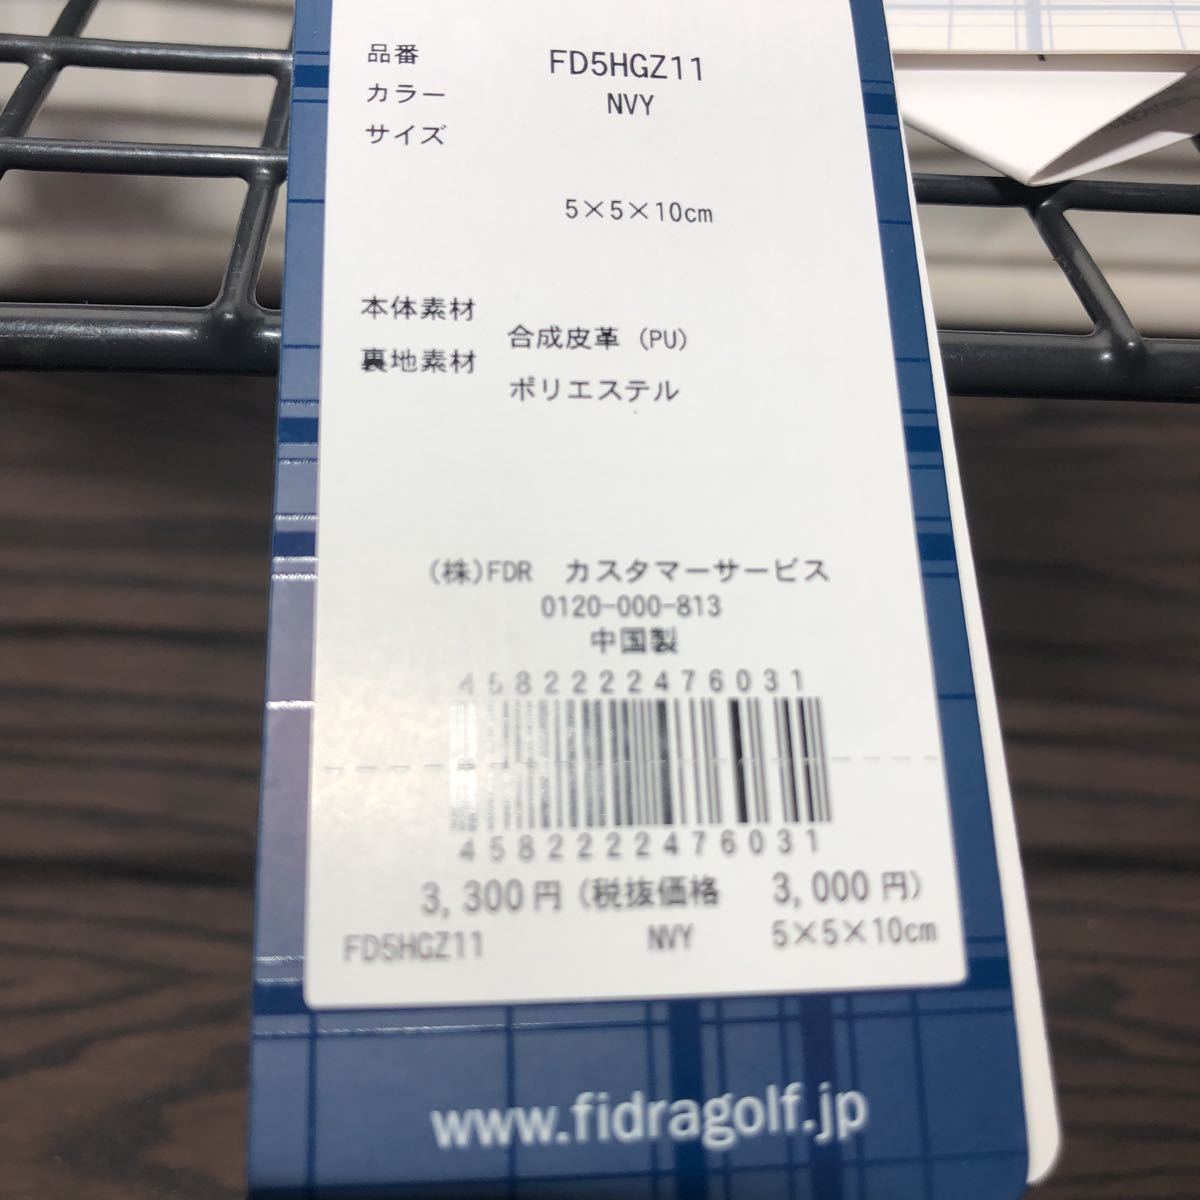 品番 FD5HGZ11
カラー NVY
サイズ
5×5×10cm
本体素材 合成皮革 (PU)
裏地素材 ポリエステル
(株)FDR カスタマーサービス
0120-000-813
中国製
4582222476031
4582222476031
3,300円(税抜価格 3,000円)
FD5HGZ11 NVY 5×5×10cm
www.fidragolf.jp